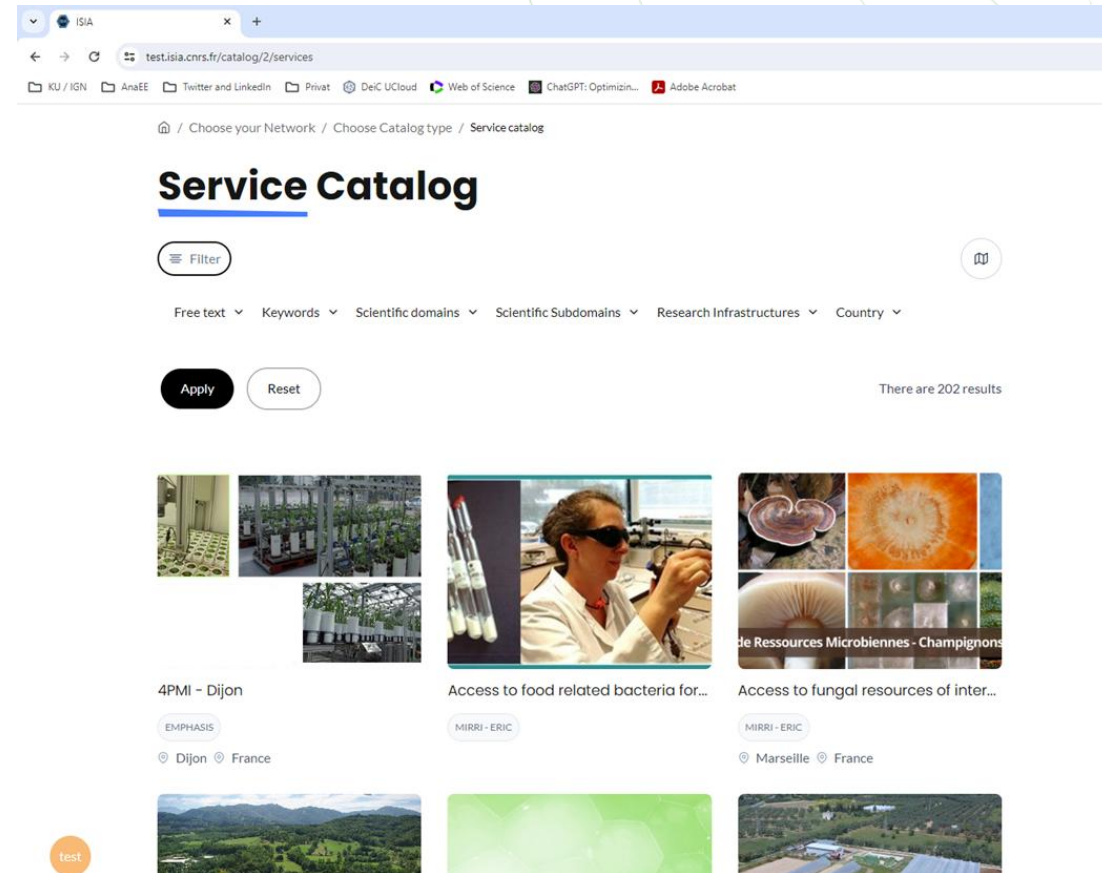 ISIA
test.isia.cnrs.fr/catalog/2/services
KU / IGN AnaEE Twitter and LinkedIn Privat DeiC UCloud Web of Science ChatGPT: Optimizin... Adobe Acrobat
/ Choose your Network / Choose Catalog type / Service catalog
Service Catalog
Filter
Free text Keywords Scientific domains Scientific Subdomains Research Infrastructures Country
Apply Reset There are 202 results
de Ressources Microbiennes - Champignons
4PMI - Dijon Access to food related bacteria for... Access to fungal resources of inter...
EMPHASIS MIRRI - ERIC MIRRI - ERIC
Dijon France Marseille France
test